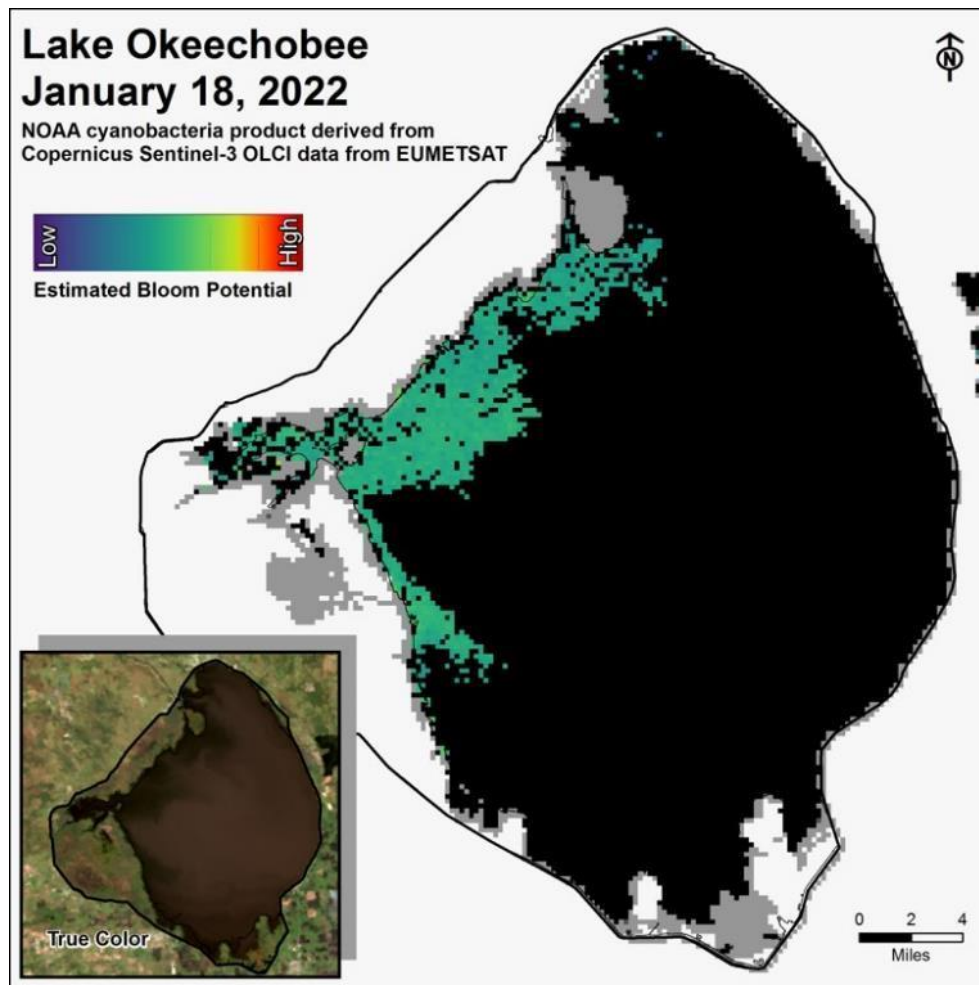 Lake Okeechobee
January 18, 2022
NOAA cyanobacteria product derived from
Copernicus Sentinel-3 OLCI data from EUMETSAT
N
Low
High
Estimated Bloom Potential
True Color
0 2 4
Miles